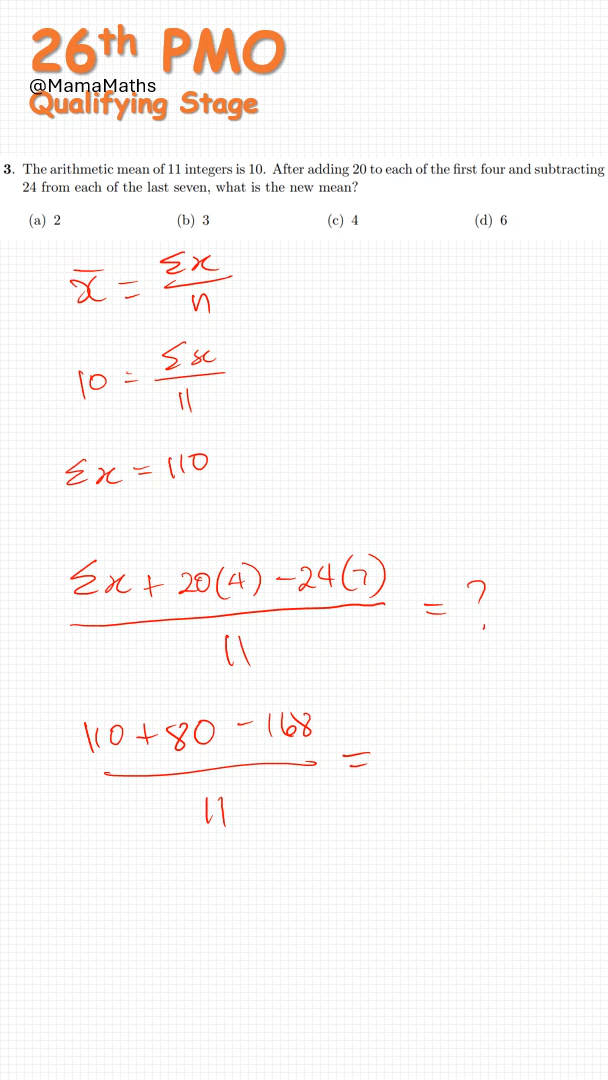 26th PMO
@MamaMaths
Qualifying Stage
3. The arithmetic mean of 11 integers is 10. After adding 20 to each of the first four and subtracting
24 from each of the last seven, what is the new mean?
(a) 2 (b) 3 (c) 4 (d) 6
x̄ = Σx / n
10 = Σx / 11
Σx = 110
Σx + 20(4) - 24(7)
= ?
11
110 + 80 - 168
=
11